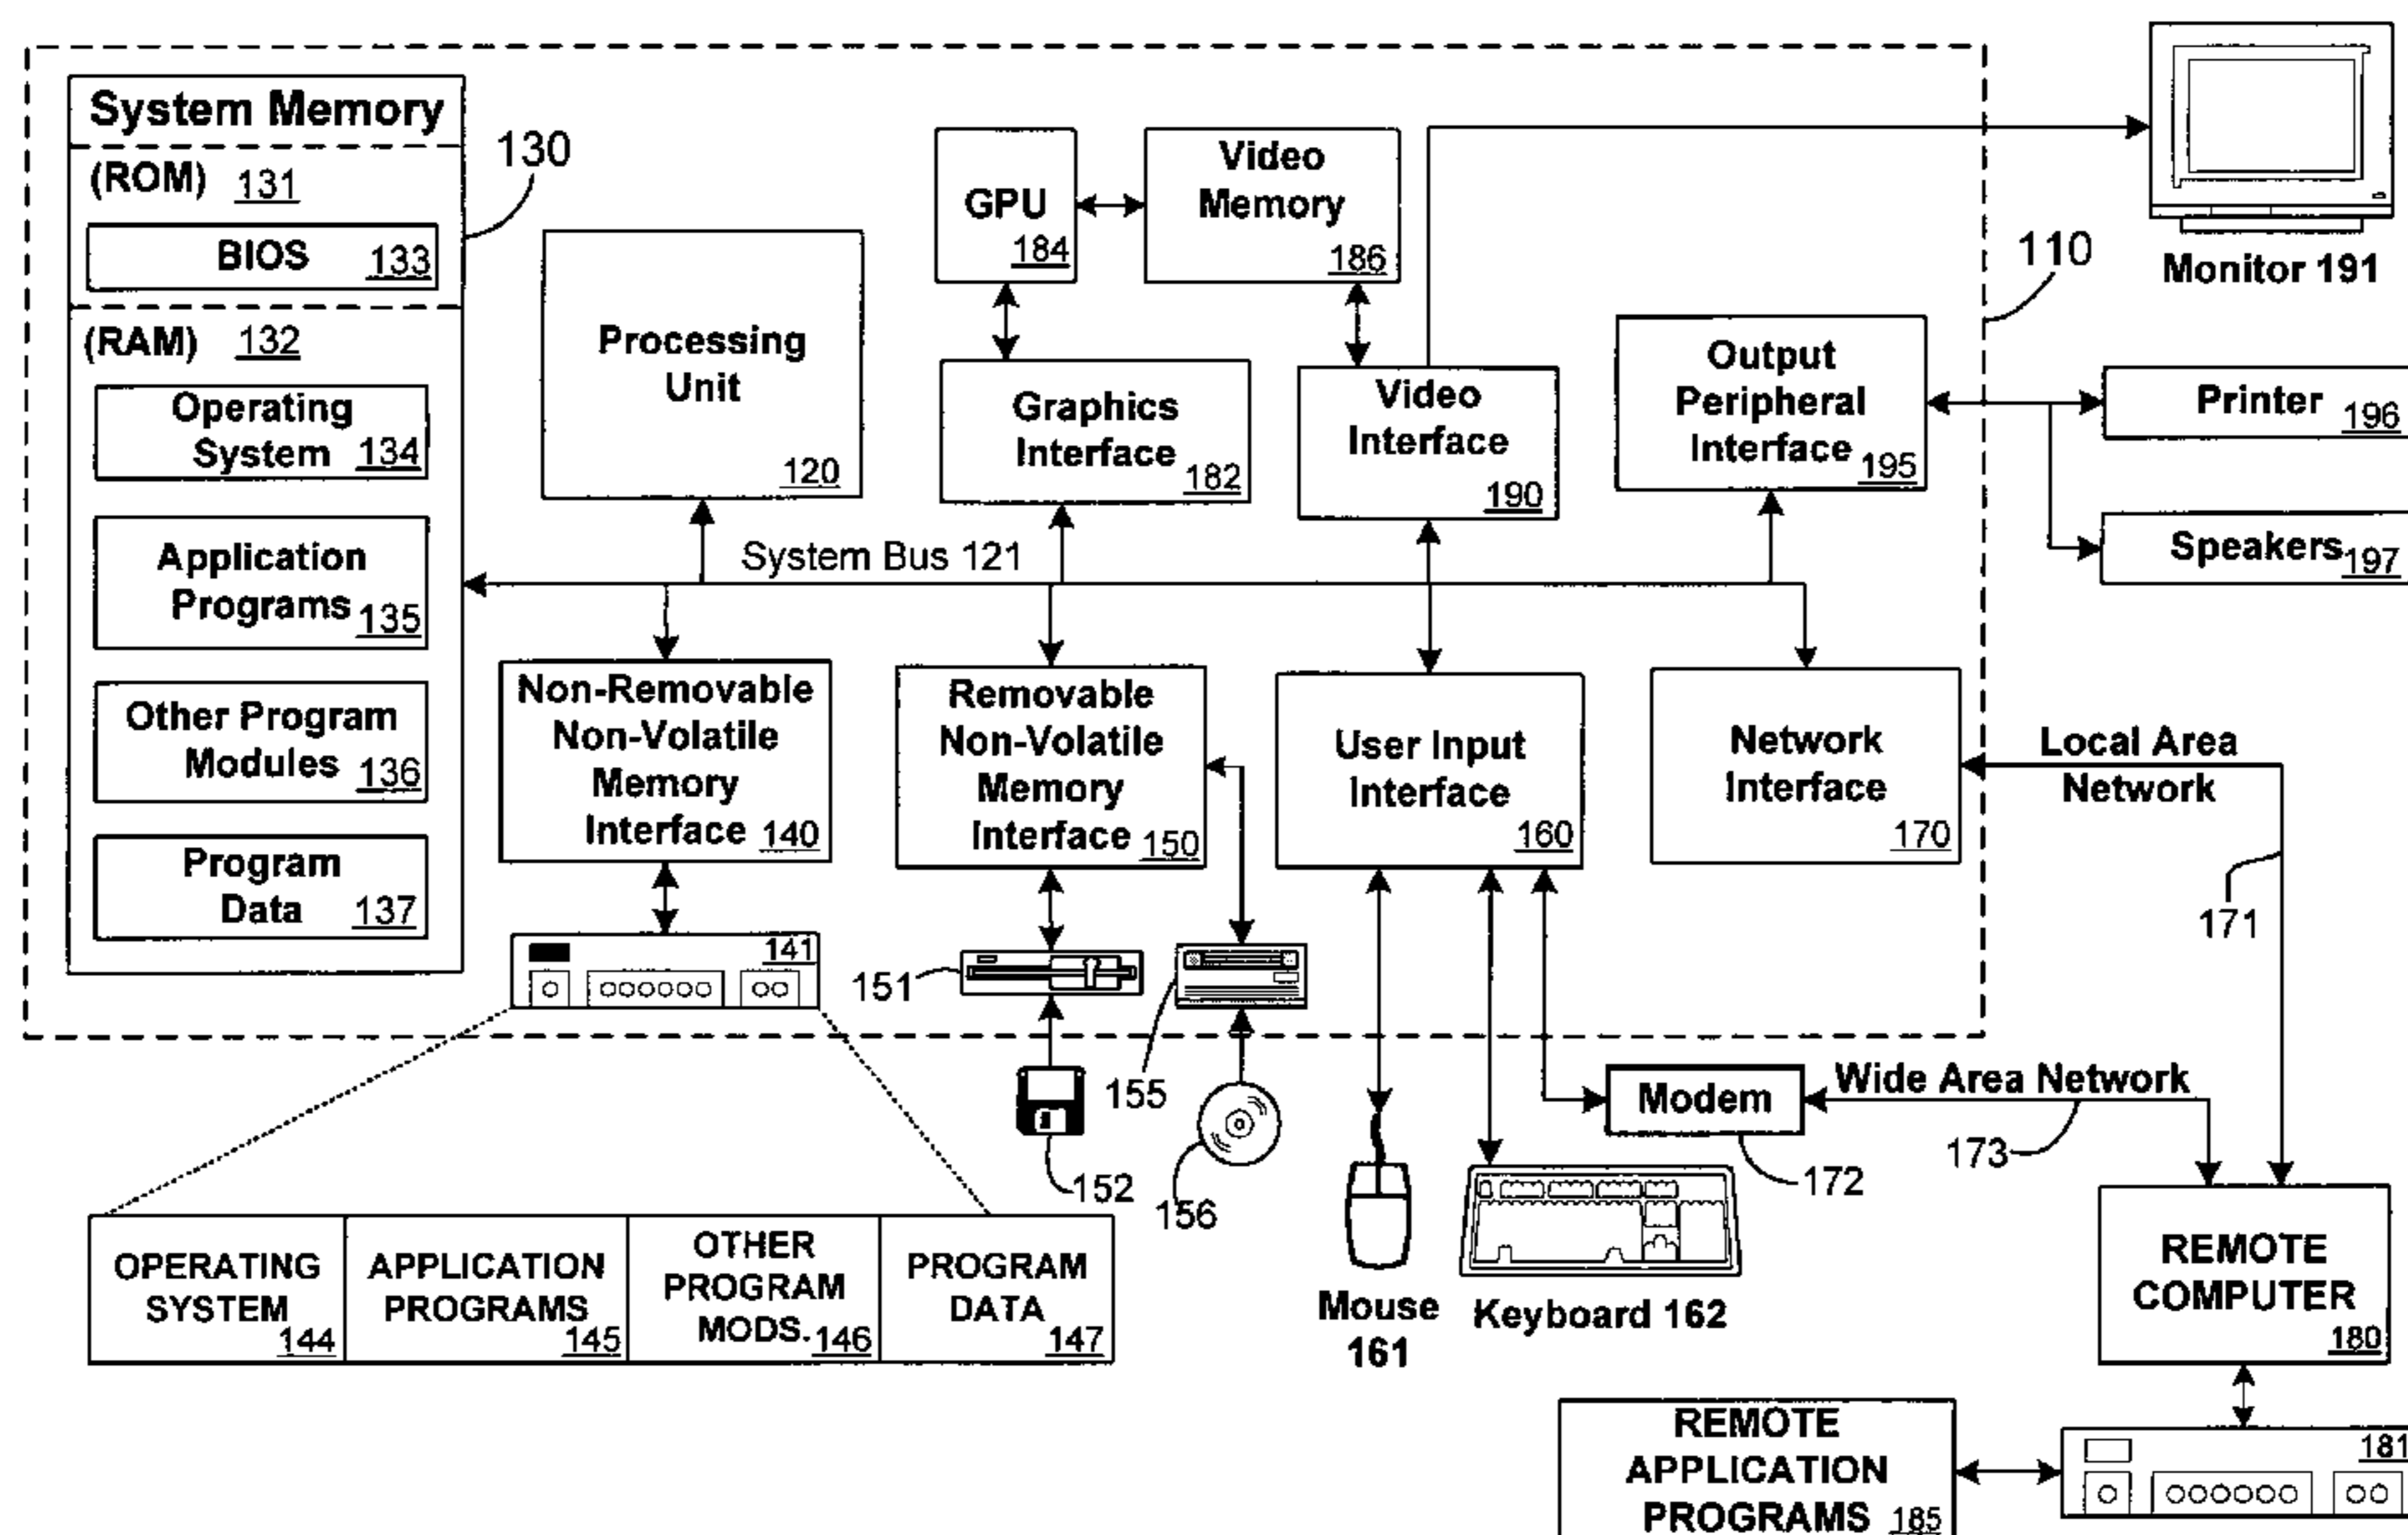 System Memory
(ROM) 131
BIOS 133
130
(RAM) 132
Operating
System 134
Application
Programs 135
Other Program
Modules 136
Program
Data 137
Processing
Unit
120
GPU
184
Video
Memory
186
Graphics
Interface
182
Video
Interface
190
Output
Peripheral
Interface 195
110
Monitor 191
Printer 196
Speakers 197
System Bus 121
Non-Removable
Non-Volatile
Memory
Interface 140
Removable
Non-Volatile
Memory
Interface 150
User Input
Interface
160
Network
Interface
170
Local Area
Network
171
141
151
155
152
156
Modem
172
Wide Area Network
173
Mouse
161
Keyboard 162
OPERATING
SYSTEM
144
APPLICATION
PROGRAMS
145
OTHER
PROGRAM
MODS. 146
PROGRAM
DATA
147
REMOTE
COMPUTER
180
REMOTE
APPLICATION
PROGRAMS 185
181